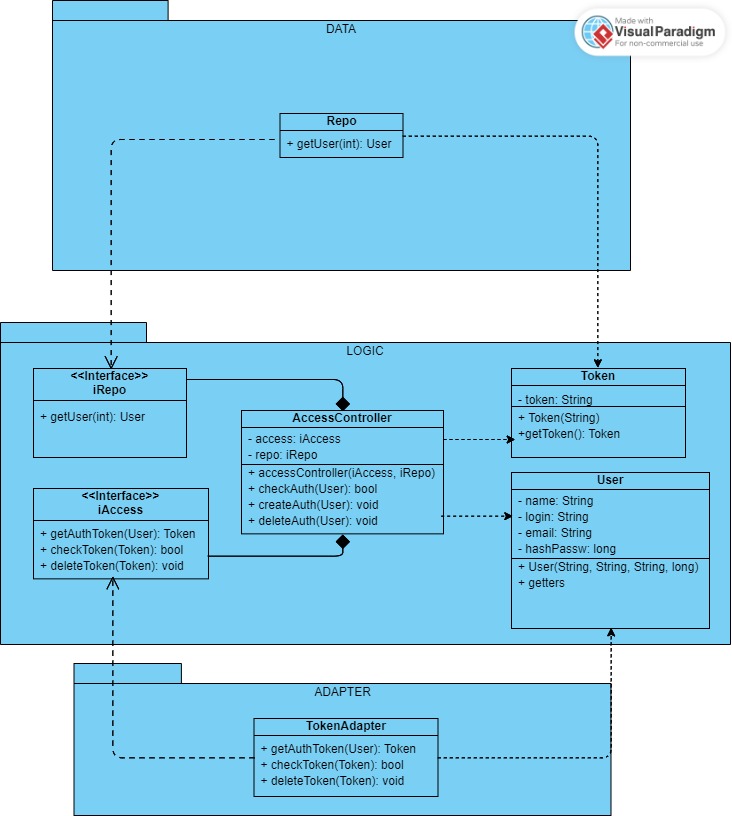 Made with
VisualParadigm
For non-commercial use
DATA
Repo
+ getUser(int): User
LOGIC
<<Interface>>
iRepo
+ getUser(int): User
Token
- token: String
+ Token(String)
+getToken(): Token
AccessController
- access: iAccess
- repo: iRepo
+ accessController(iAccess, iRepo)
+ checkAuth(User): bool
+ createAuth(User): void
+ deleteAuth(User): void
<<Interface>>
iAccess
+ getAuthToken(User): Token
+ checkToken(Token): bool
+ deleteToken(Token): void
User
- name: String
- login: String
- email: String
- hashPassw: long
+ User(String, String, String, long)
+ getters
ADAPTER
TokenAdapter
+ getAuthToken(User): Token
+ checkToken(Token): bool
+ deleteToken(Token): void